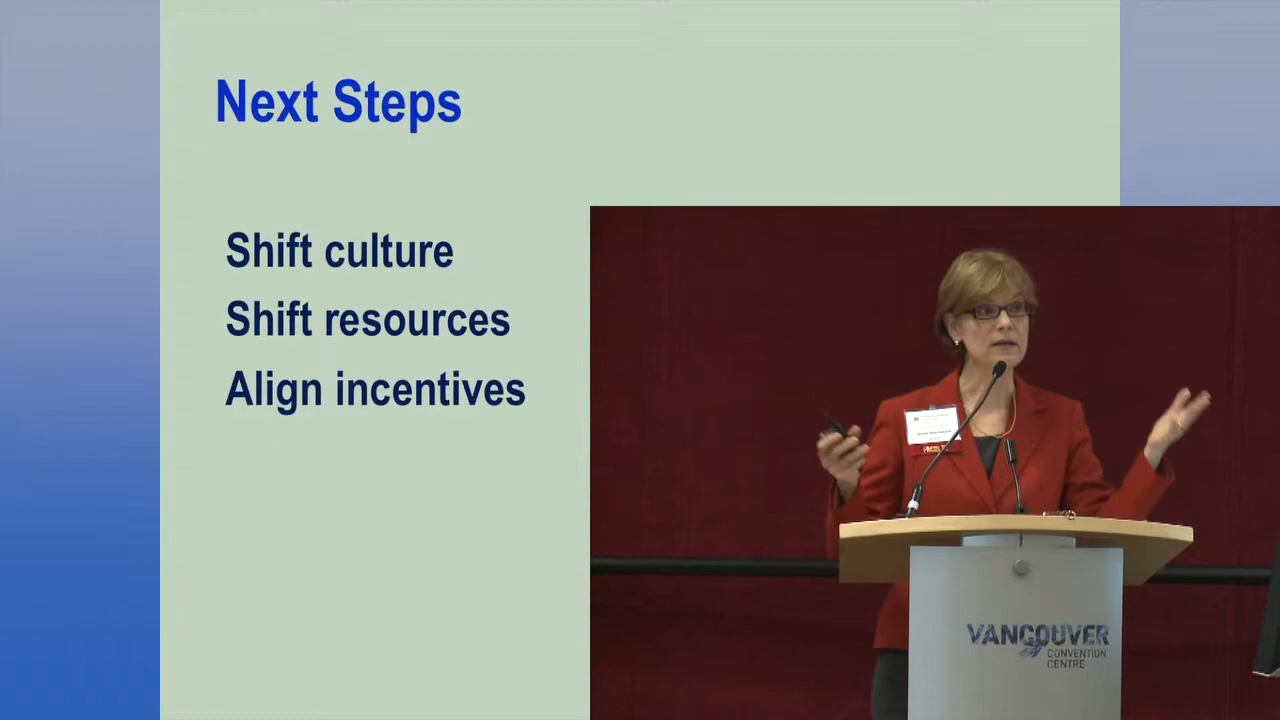 Next Steps
Shift culture
Shift resources
Align incentives
VANCOUVER
CONVENTION
CENTRE